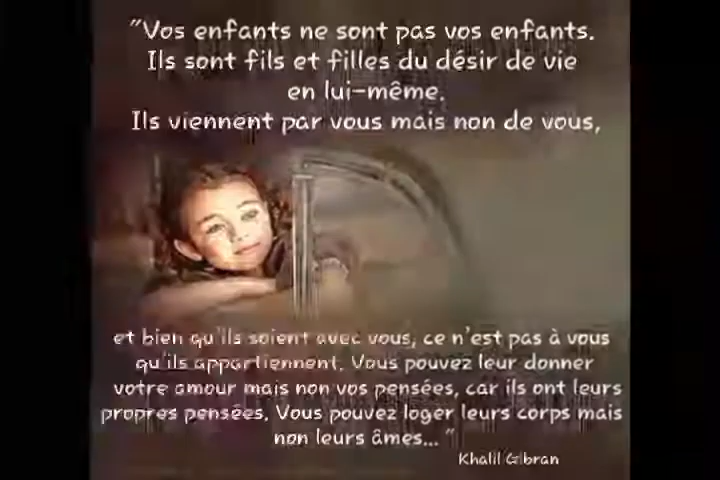 "Vos enfants ne sont pas vos enfants.
Ils sont fils et filles du désir de vie
en lui-même.
Ils viennent par vous mais non de vous,
et bien qu'ils soient avec vous, ce n'est pas à vous
qu'ils appartiennent. Vous pouvez leur donner
votre amour mais non vos pensées, car ils ont leurs
propres pensées. Vous pouvez loger leurs corps mais
non leurs âmes... "
Khalil Gibran